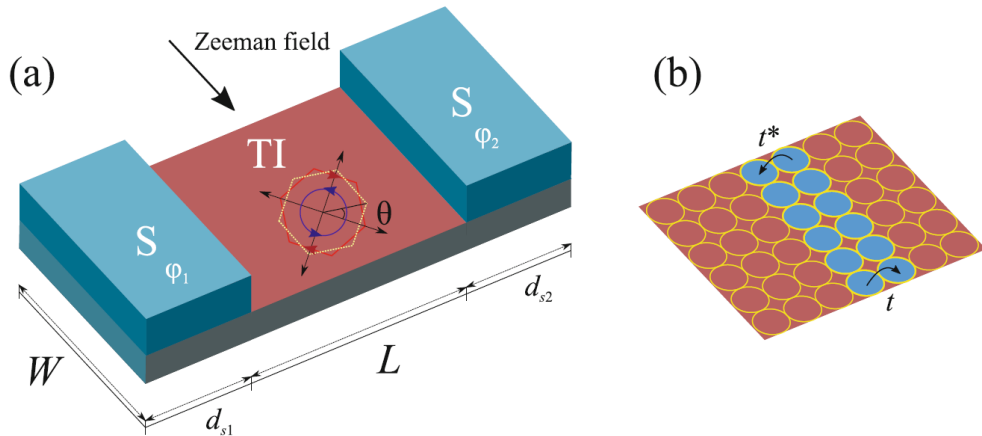 (a)
Zeeman field
S
φ₂
TI
θ
S
φ₁
W
dₛ₁
L
dₛ₂
(b)
t*
t